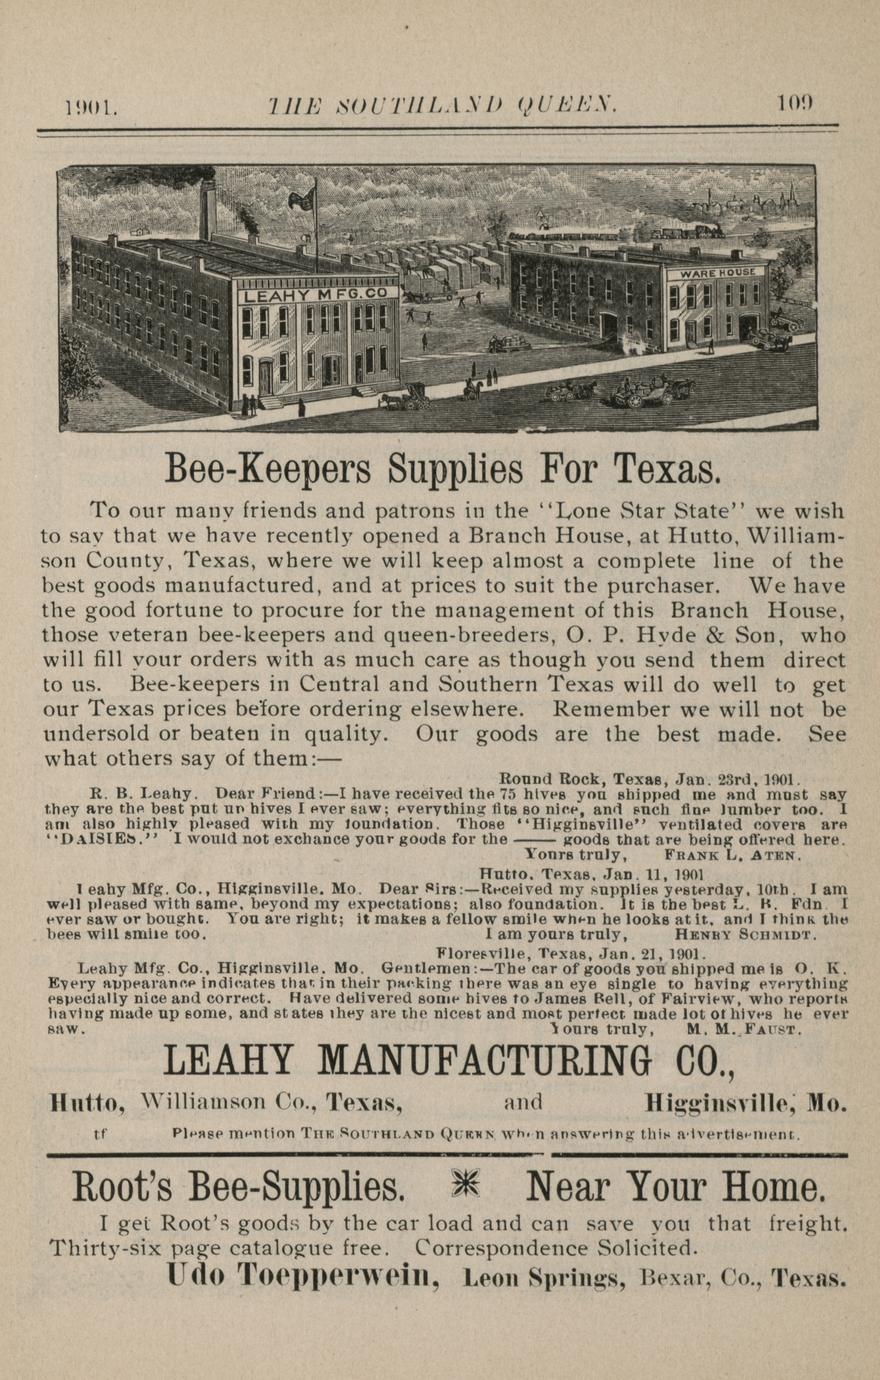 1901. THE SOUTHLAND QUEEN. 109
LEAHY MFG. CO
WARE HOUSE
Bee-Keepers Supplies For Texas.
To our many friends and patrons in the "Lone Star State" we wish
to say that we have recently opened a Branch House, at Hutto, William-
son County, Texas, where we will keep almost a complete line of the
best goods manufactured, and at prices to suit the purchaser. We have
the good fortune to procure for the management of this Branch House,
those veteran bee-keepers and queen-breeders, O. P. Hyde & Son, who
will fill your orders with as much care as though you send them direct
to us. Bee-keepers in Central and Southern Texas will do well to get
our Texas prices before ordering elsewhere. Remember we will not be
undersold or beaten in quality. Our goods are the best made. See
what others say of them:—
Round Rock, Texas, Jan. 23rd, 1901.
R. B. Leahy. Dear Friend:—I have received the 75 hives you shipped me and must say
they are the best put up hives I ever saw; everything fits so nice, and such fine lumber too. I
am also highly pleased with my foundation. Those "Higginsville" ventilated covers are
"DAISIES." I would not exchance your goods for the —— goods that are being offered here.
Yours truly, FRANK L. ATEN.
Hutto, Texas, Jan. 11, 1901
Leahy Mfg. Co., Higginsville, Mo. Dear Sirs:—Received my supplies yesterday, 10th. I am
well pleased with same, beyond my expectations; also foundation. It is the best L. B. Fdn I
ever saw or bought. You are right; it makes a fellow smile when he looks at it, and I think the
bees will smile too. I am yours truly, HENRY SCHMIDT.
Floresville, Texas, Jan. 21, 1901.
Leahy Mfg. Co., Higginsville, Mo. Gentlemen:—The car of goods you shipped me is O. K.
Every appearance indicates that in their packing there was an eye single to having everything
especially nice and correct. Have delivered some hives to James Bell, of Fairview, who reports
having made up some, and states they are the nicest and most perfect made lot of hives he ever
saw. Yours truly, M. M. FAUST.
LEAHY MANUFACTURING CO.,
Hutto, Williamson Co., Texas, and Higginsville, Mo.
tf Please mention THE SOUTHLAND QUEEN when answering this advertisement.
Root's Bee-Supplies. ✳ Near Your Home.
I get Root's goods by the car load and can save you that freight.
Thirty-six page catalogue free. Correspondence Solicited.
Udo Toepperwein, Leon Springs, Bexar, Co., Texas.